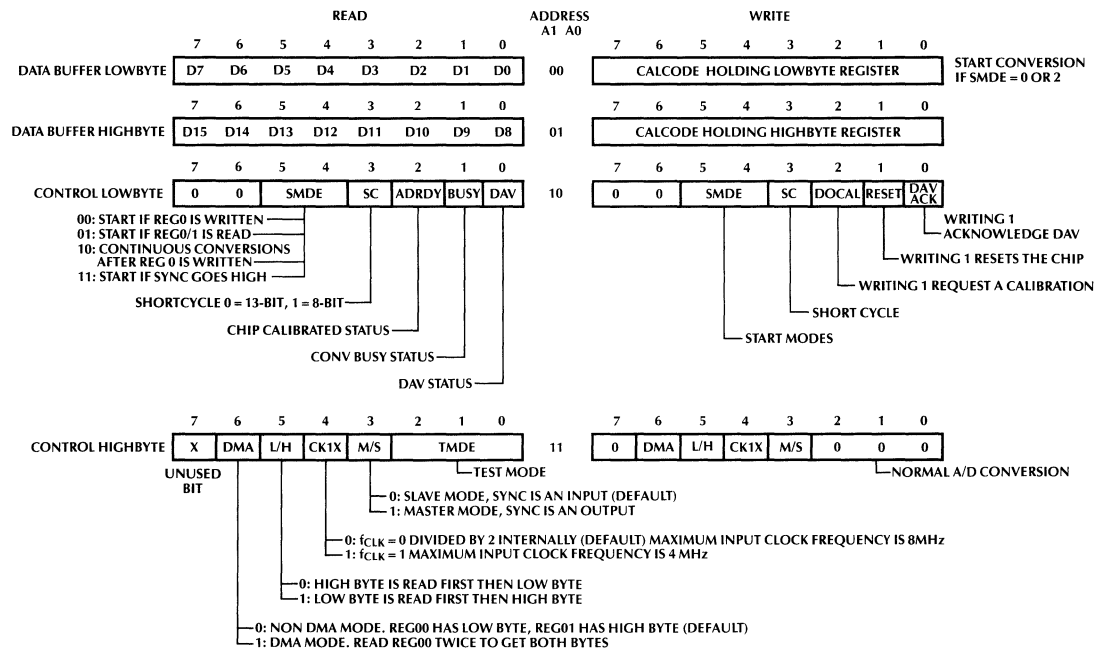 READ ADDRESS WRITE
A1 A0
7 6 5 4 3 2 1 0 7 6 5 4 3 2 1 0
DATA BUFFER LOWBYTE D7 D6 D5 D4 D3 D2 D1 D0 00 CALCODE HOLDING LOWBYTE REGISTER START CONVERSION
IF SMDE = 0 OR 2
7 6 5 4 3 2 1 0 7 6 5 4 3 2 1 0
DATA BUFFER HIGHBYTE D15 D14 D13 D12 D11 D10 D9 D8 01 CALCODE HOLDING HIGHBYTE REGISTER
7 6 5 4 3 2 1 0 7 6 5 4 3 2 1 0
CONTROL LOWBYTE 0 0 SMDE SC ADRDY BUSY DAV 10 0 0 SMDE SC DOCAL RESET DAV ACK
00: START IF REG0 IS WRITTEN
01: START IF REG0/1 IS READ
10: CONTINUOUS CONVERSIONS
AFTER REG 0 IS WRITTEN
11: START IF SYNC GOES HIGH
SHORTCYCLE 0 = 13-BIT, 1 = 8-BIT
CHIP CALIBRATED STATUS
CONV BUSY STATUS
DAV STATUS
WRITING 1
ACKNOWLEDGE DAV
WRITING 1 RESETS THE CHIP
WRITING 1 REQUEST A CALIBRATION
SHORT CYCLE
START MODES
7 6 5 4 3 2 1 0 7 6 5 4 3 2 1 0
CONTROL HIGHBYTE X DMA L/H CK1X M/S TMDE 11 0 DMA L/H CK1X M/S 0 0 0
UNUSED
BIT
TEST MODE
NORMAL A/D CONVERSION
0: SLAVE MODE, SYNC IS AN INPUT (DEFAULT)
1: MASTER MODE, SYNC IS AN OUTPUT
0: fCLK = 0 DIVIDED BY 2 INTERNALLY (DEFAULT) MAXIMUM INPUT CLOCK FREQUENCY IS 8MHz
1: fCLK = 1 MAXIMUM INPUT CLOCK FREQUENCY IS 4 MHz
0: HIGH BYTE IS READ FIRST THEN LOW BYTE
1: LOW BYTE IS READ FIRST THEN HIGH BYTE
0: NON DMA MODE. REG00 HAS LOW BYTE, REG01 HAS HIGH BYTE (DEFAULT)
1: DMA MODE. READ REG00 TWICE TO GET BOTH BYTES